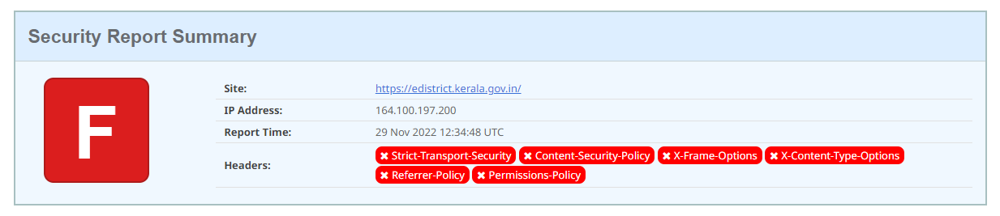 Security Report Summary
F
Site: https://edistrict.kerala.gov.in/
IP Address: 164.100.197.200
Report Time: 29 Nov 2022 12:34:48 UTC
Headers: ✖ Strict-Transport-Security ✖ Content-Security-Policy ✖ X-Frame-Options ✖ X-Content-Type-Options
✖ Referrer-Policy ✖ Permissions-Policy